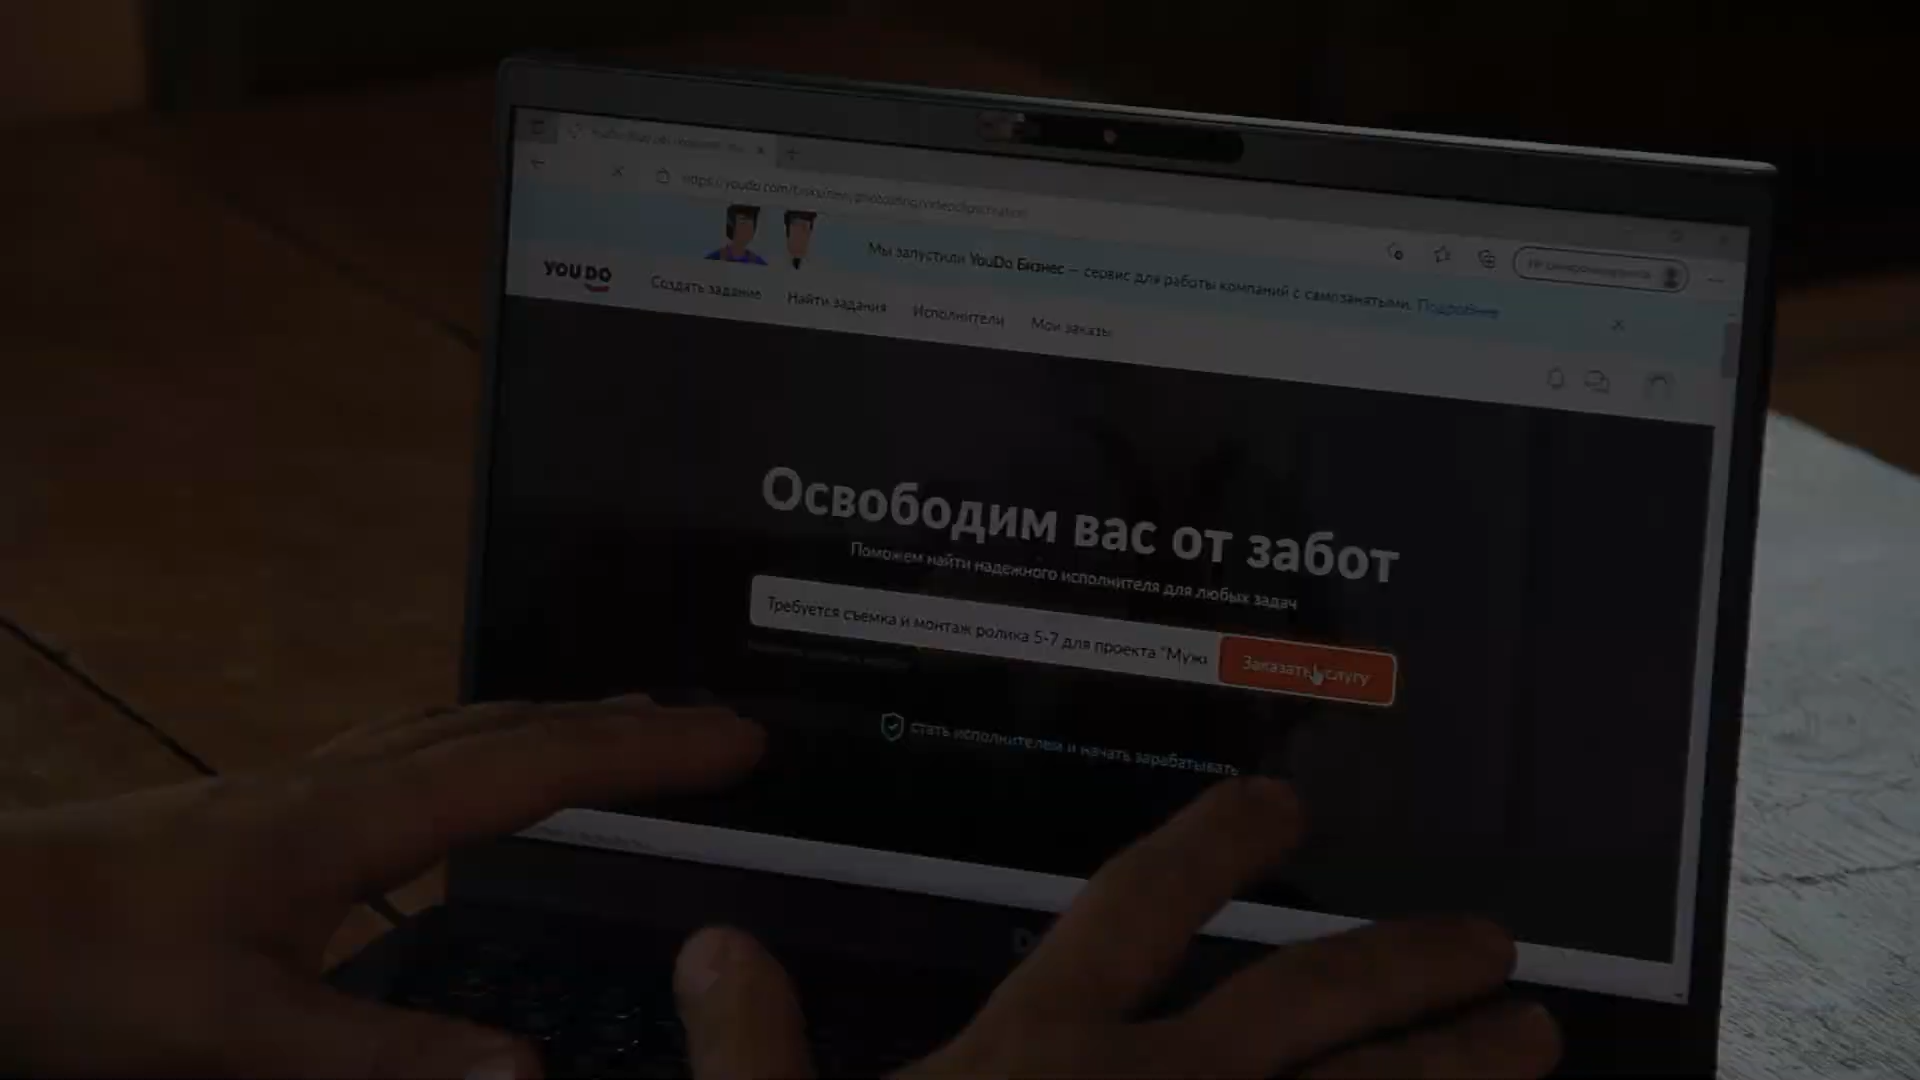 Мы запустили YouDo Бизнес — сервис для работы компаний с самозанятыми. Подробнее
YOU DO
Создать задание
Найти задания
Исполнители
Мои заказы
Освободим вас от забот
Поможем найти надежного исполнителя для любых задач
Требуется съемка и монтаж ролика 5-7 для проекта "Мужи
Заказать услугу
стать исполнителем и начать зарабатывать